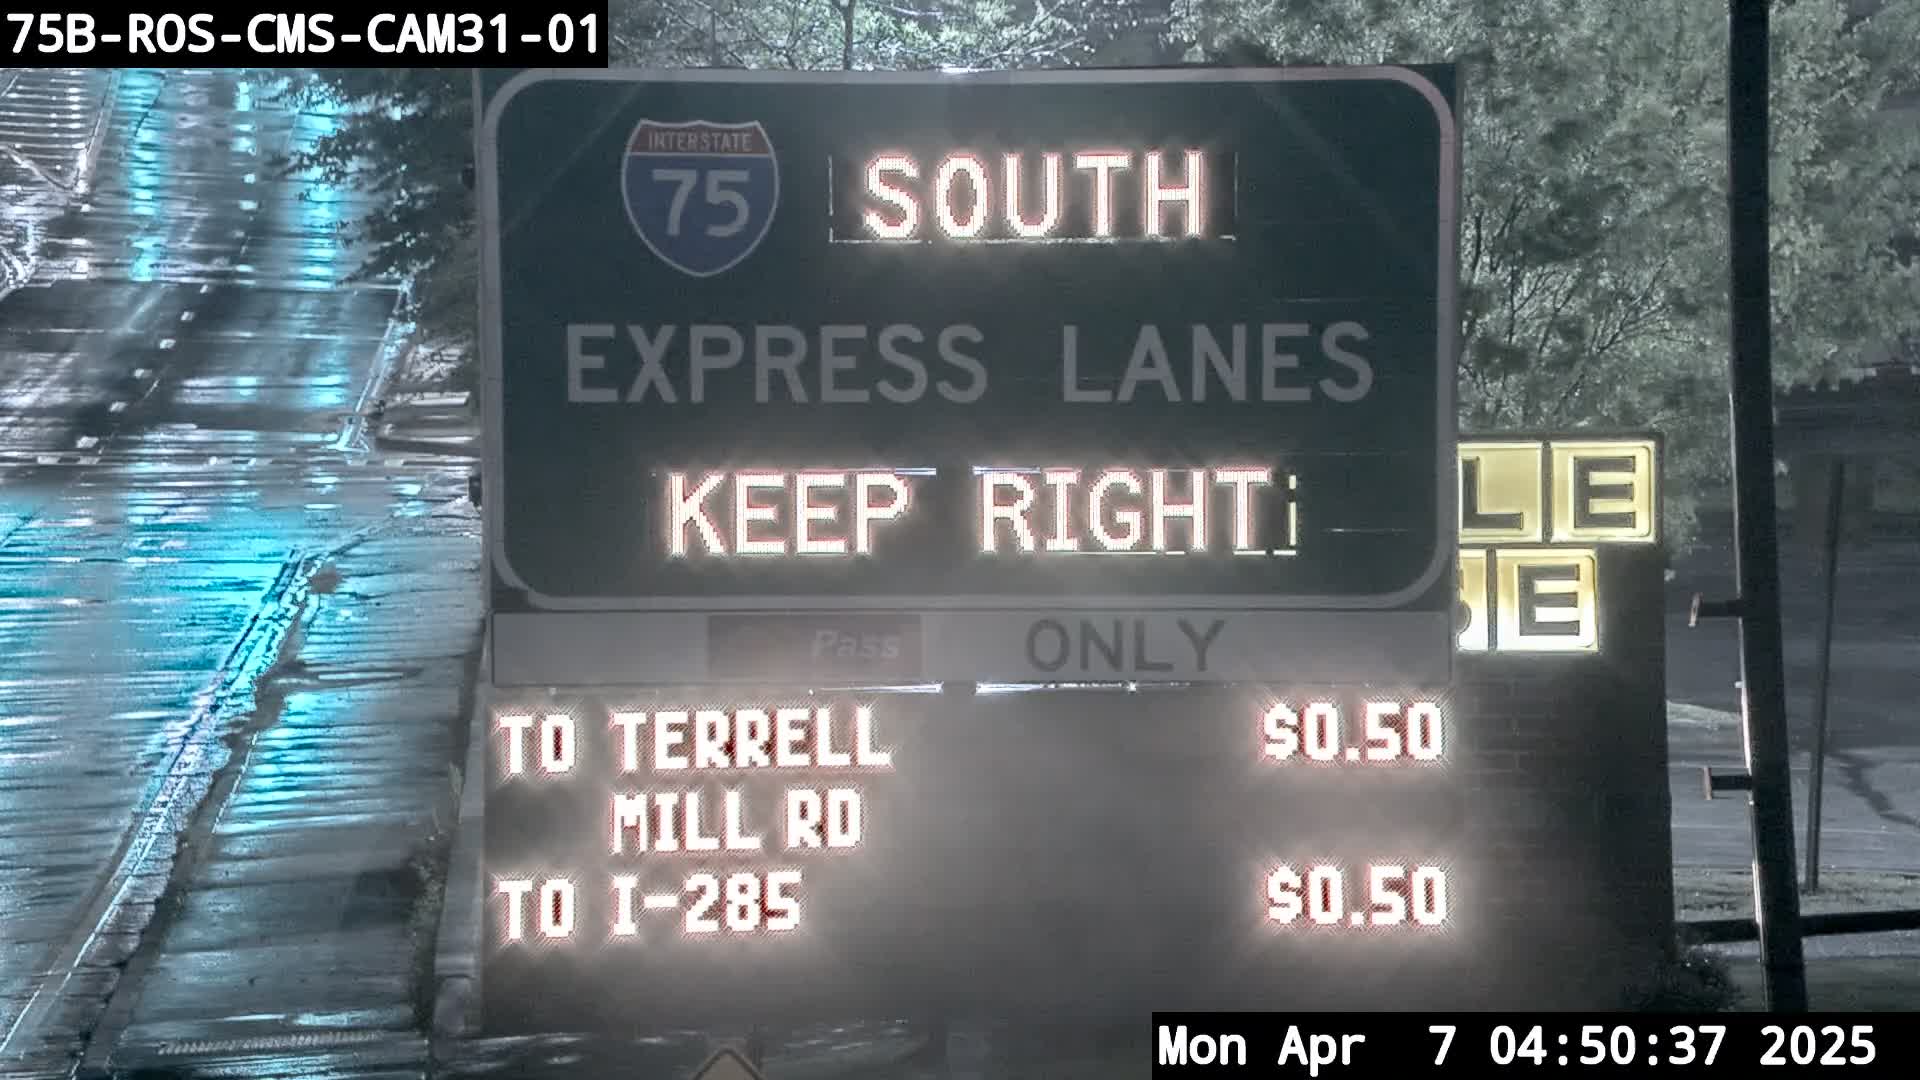 75B-ROS-CMS-CAM31-01
INTERSTATE
75
SOUTH
EXPRESS LANES
KEEP RIGHT
LE
E
Pass ONLY
TO TERRELL $0.50
MILL RD
TO I-285 $0.50
Mon Apr 7 04:50:37 2025